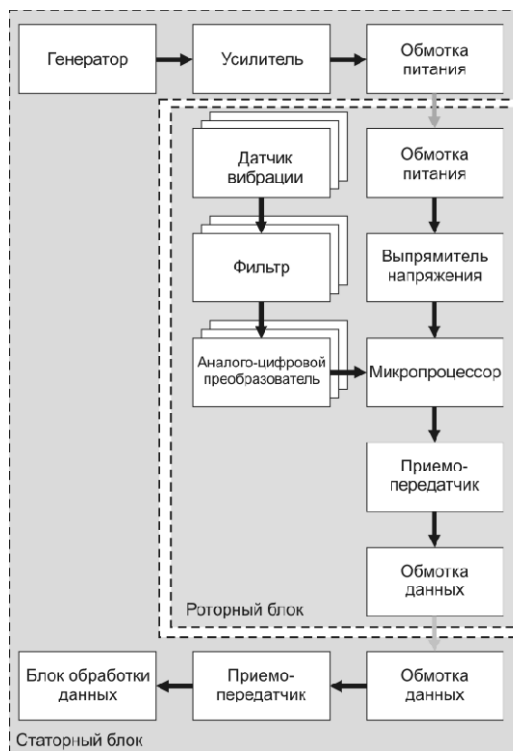 Генератор
Усилитель
Обмотка
питания
Датчик
вибрации
Обмотка
питания
Фильтр
Выпрямитель
напряжения
Аналого-цифровой
преобразователь
Микропроцессор
Приемо-
передатчик
Обмотка
данных
Роторный блок
Блок обработки
данных
Приемо-
передатчик
Обмотка
данных
Статорный блок